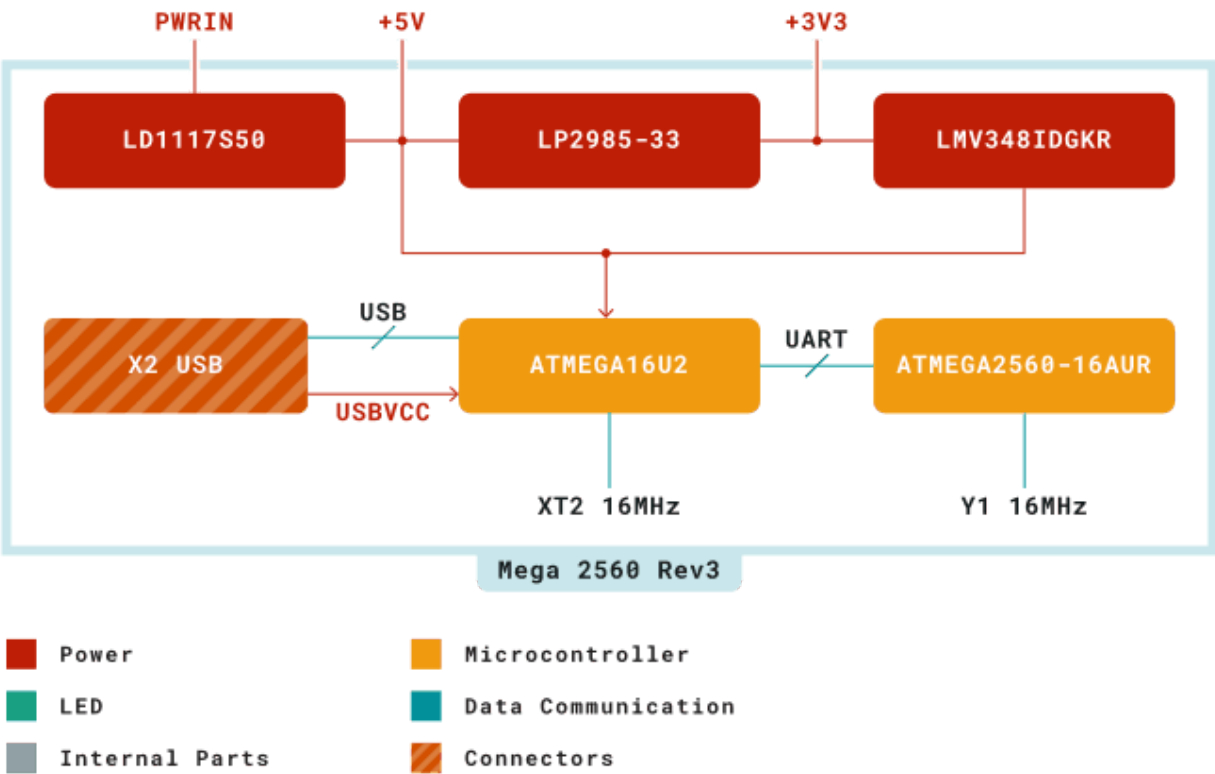 PWRIN
+5V
+3V3
LD1117S50
LP2985-33
LMV348IDGKR
USB
X2 USB
USBVCC
ATMEGA16U2
UART
ATMEGA2560-16AUR
XT2 16MHz
Y1 16MHz
Mega 2560 Rev3
Power
Microcontroller
LED
Data Communication
Internal Parts
Connectors